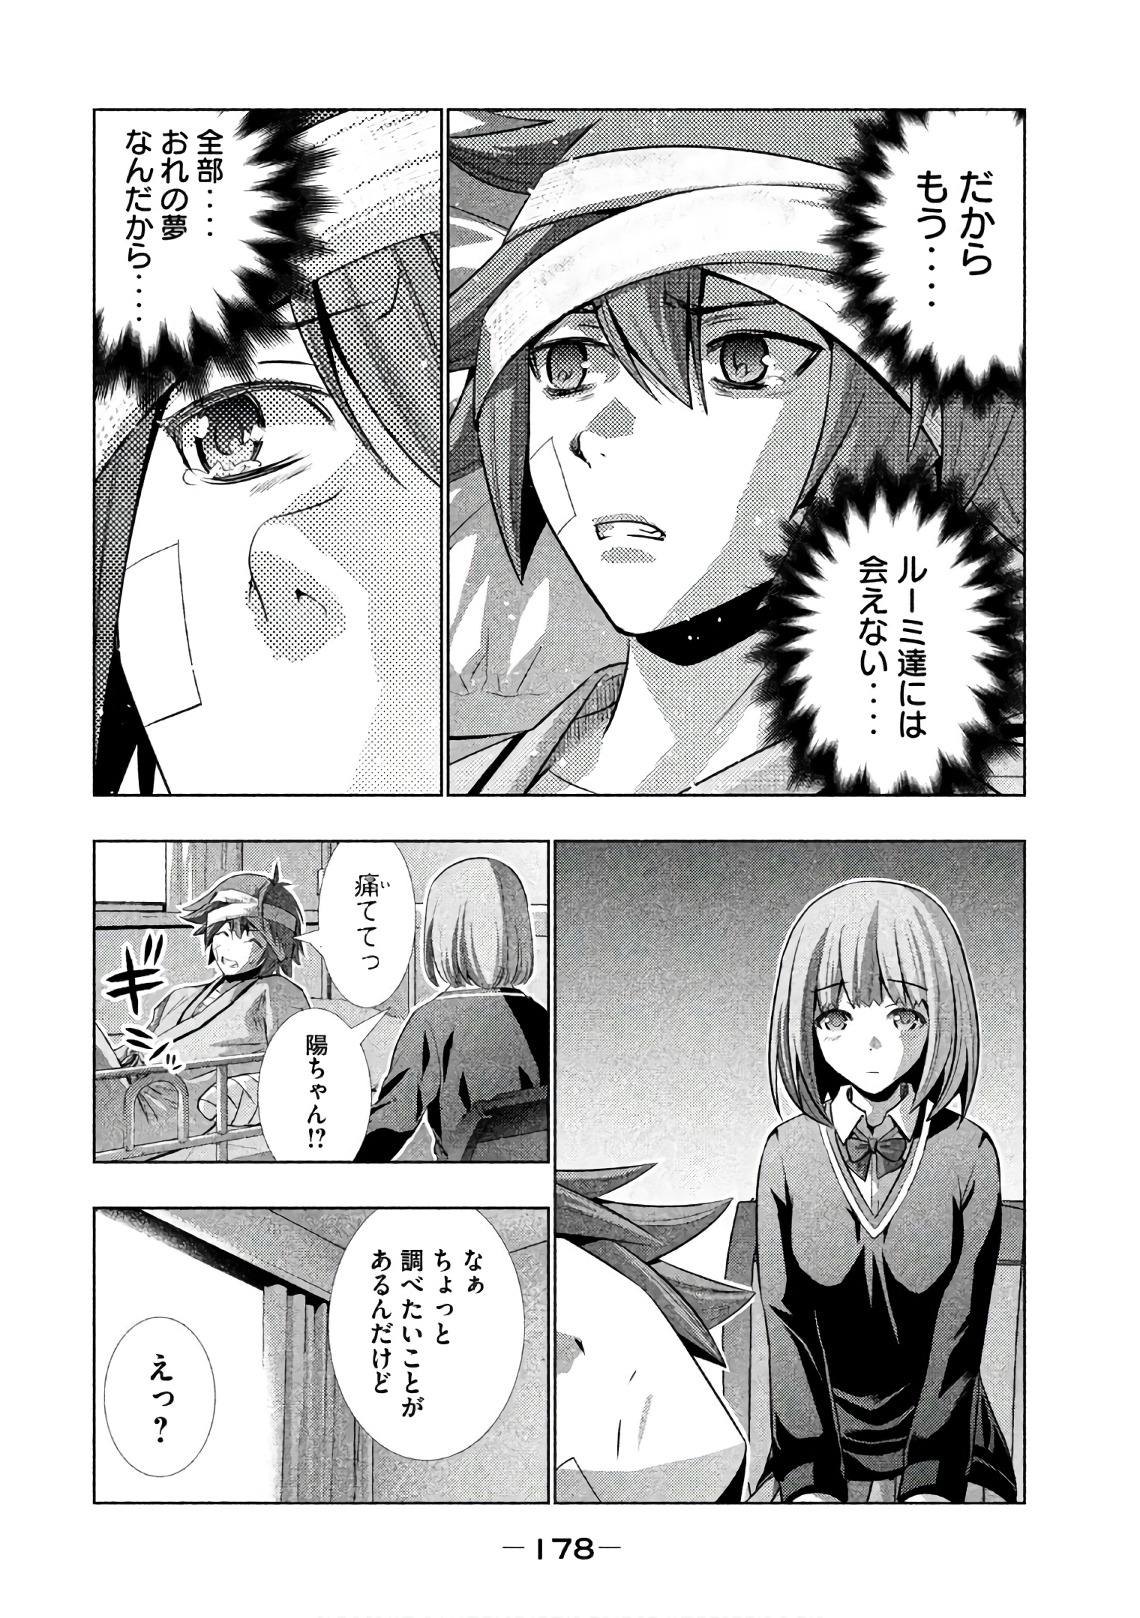 だから
もう‥‥
ルーミ達には
会えない‥‥
全部‥‥
おれの夢
なんだから‥‥
痛ててっ
い
ギシッ
陽ちゃん!?
なぁ
ちょっと
調べたいことが
あるんだけど
えっ？
—178—